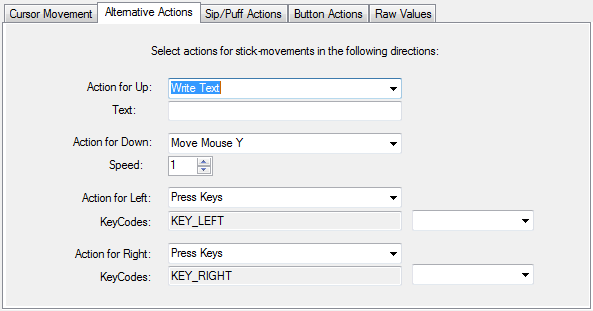 Cursor Movement Alternative Actions Sip/Puff Actions Button Actions Raw Values
Select actions for stick-movements in the following directions:
Action for Up: Write Text
Text:
Action for Down: Move Mouse Y
Speed: 1
Action for Left: Press Keys
KeyCodes: KEY_LEFT
Action for Right: Press Keys
KeyCodes: KEY_RIGHT